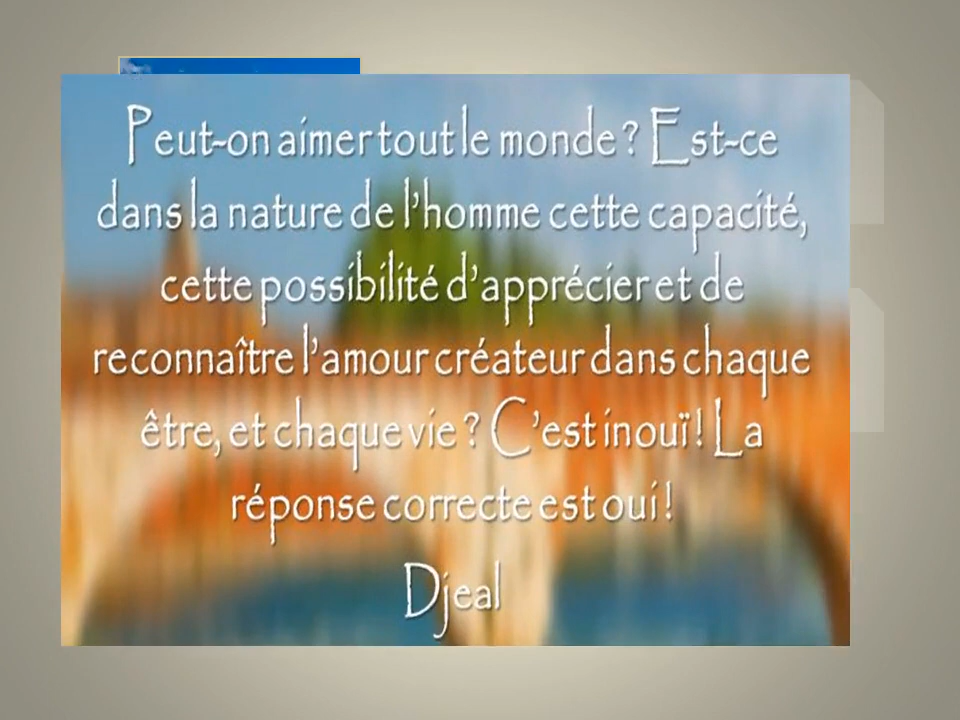 Peut-on aimer tout le monde ? Est-ce
dans la nature de l'homme cette capacité,
cette possibilité d'apprécier et de
reconnaître l'amour créateur dans chaque
être, et chaque vie ? C'est inouï ! La
réponse correcte est oui !
Djeal